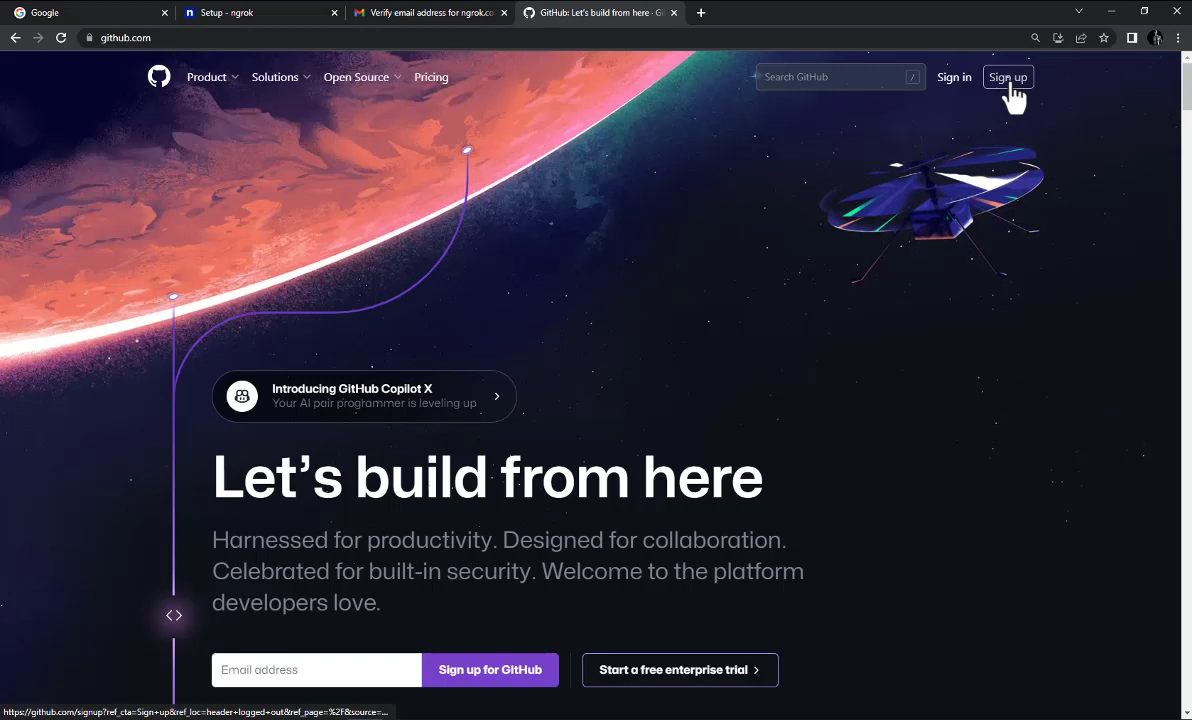 Google
Setup - ngrok
Verify email address for ngrok.co
GitHub: Let's build from here · Gi
github.com
Product
Solutions
Open Source
Pricing
Search GitHub
/
Sign in
Sign up
Introducing GitHub Copilot X
Your AI pair programmer is leveling up
Let's build from here
Harnessed for productivity. Designed for collaboration.
Celebrated for built-in security. Welcome to the platform
developers love.
Email address
Sign up for GitHub
Start a free enterprise trial
https://github.com/signup?ref_cta=Sign+up&ref_loc=header+logged+out&ref_page=%2F&source=...